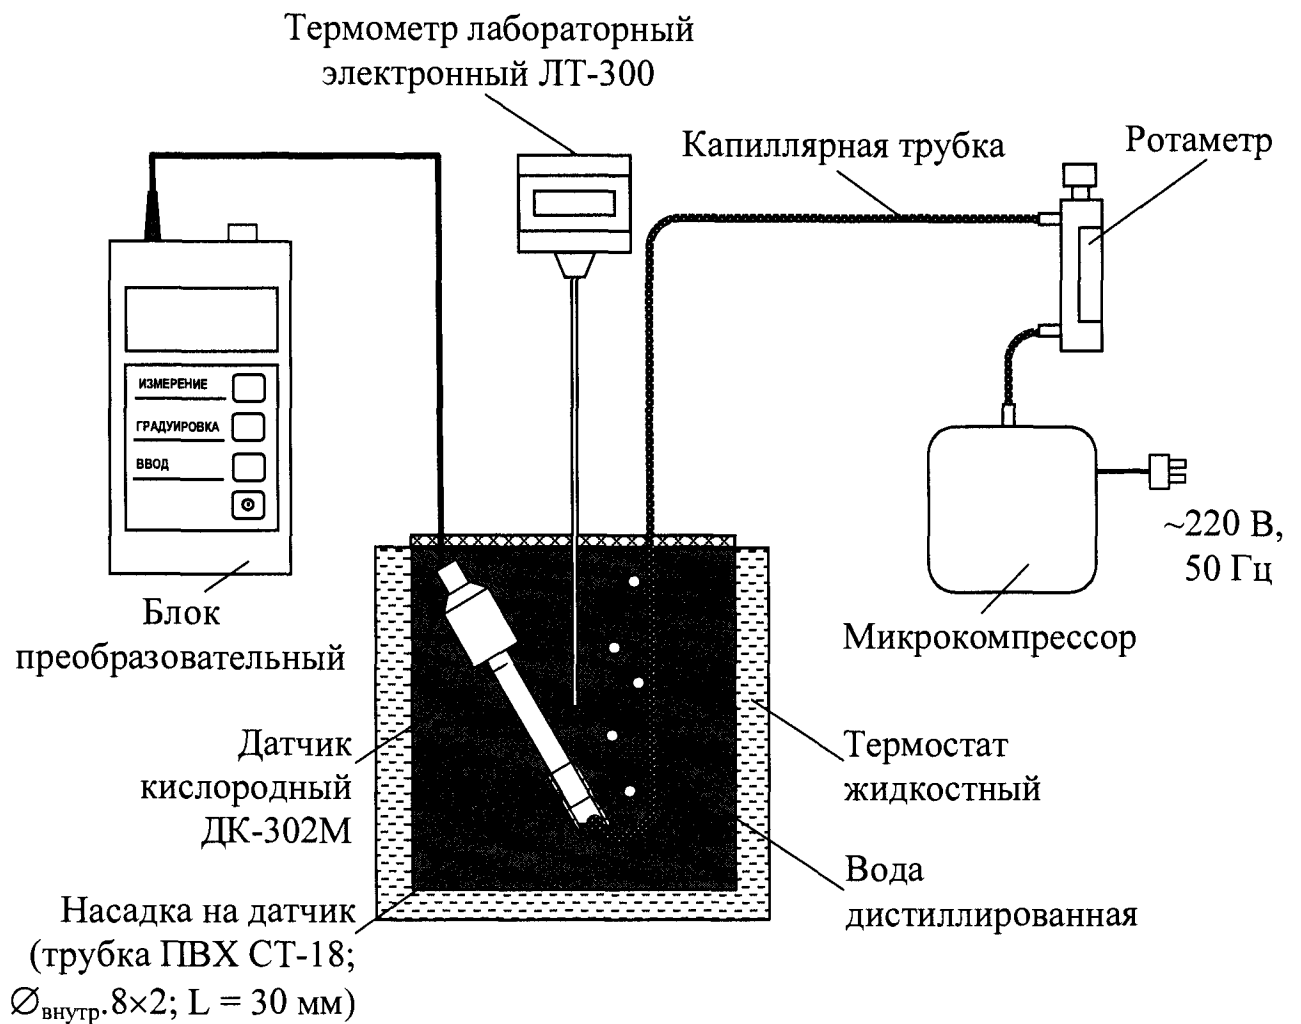 Термометр лабораторный
электронный ЛТ-300
Капиллярная трубка
Ротаметр
ИЗМЕРЕНИЕ
ГРАДУИРОВКА
ВВОД
~220 В,
50 Гц
Блок
преобразовательный
Микрокомпрессор
Датчик
кислородный
ДК-302М
Термостат
жидкостный
Вода
дистиллированная
Насадка на датчик
(трубка ПВХ СТ-18;
∅внутр.8×2; L = 30 мм)